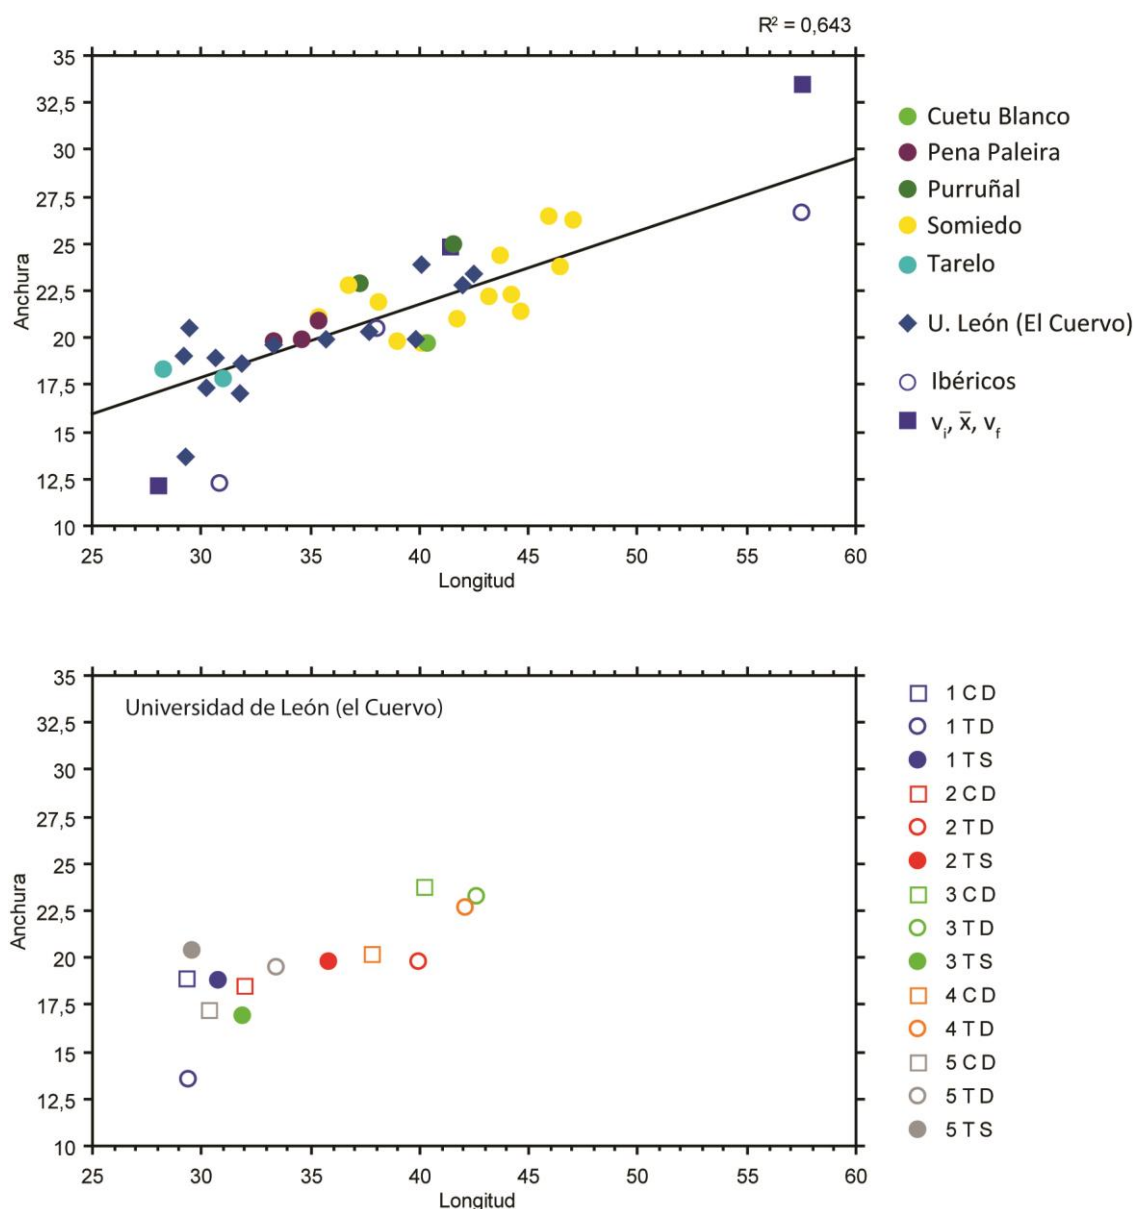 R² = 0,643
35
32,5
30
27,5
25
22,5
20
17,5
15
12,5
10
Anchura
25 30 35 40 45 50 55 60
Longitud
Cuetu Blanco
Pena Paleira
Purruñal
Somiedo
Tarelo
U. León (El Cuervo)
Ibéricos
vᵢ, x̄, v_f
35
32,5
30
27,5
25
22,5
20
17,5
15
12,5
10
Anchura
Universidad de León (el Cuervo)
25 30 35 40 45 50 55 60
Longitud
1 C D
1 T D
1 T S
2 C D
2 T D
2 T S
3 C D
3 T D
3 T S
4 C D
4 T D
5 C D
5 T D
5 T S